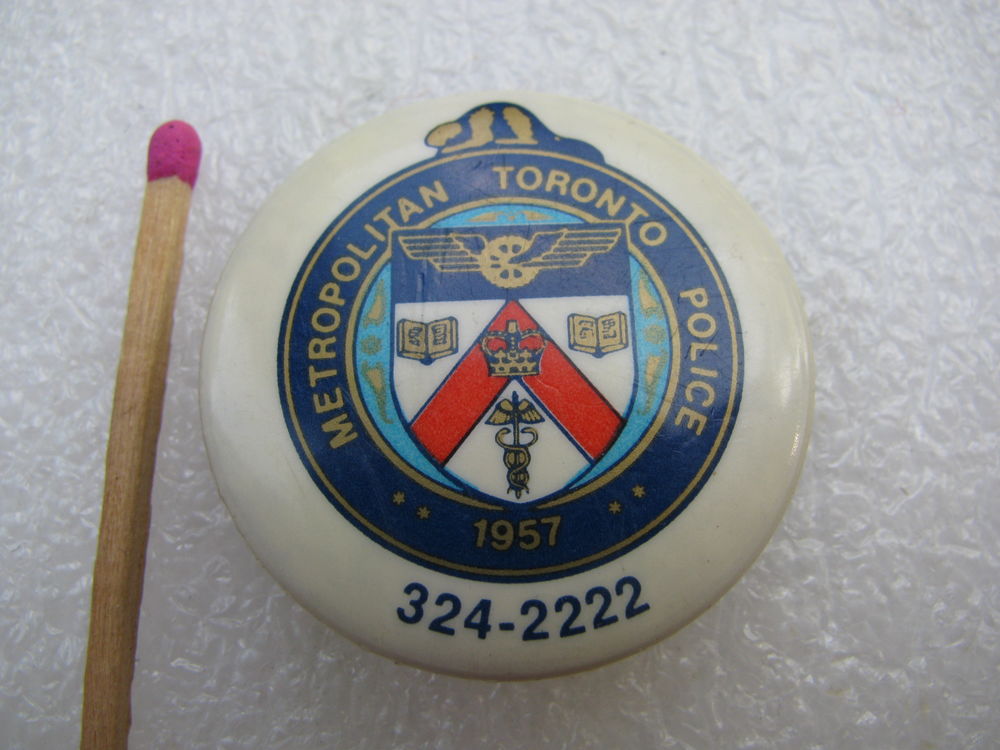 METROPOLITAN TORONTO POLICE
1957
324-2222